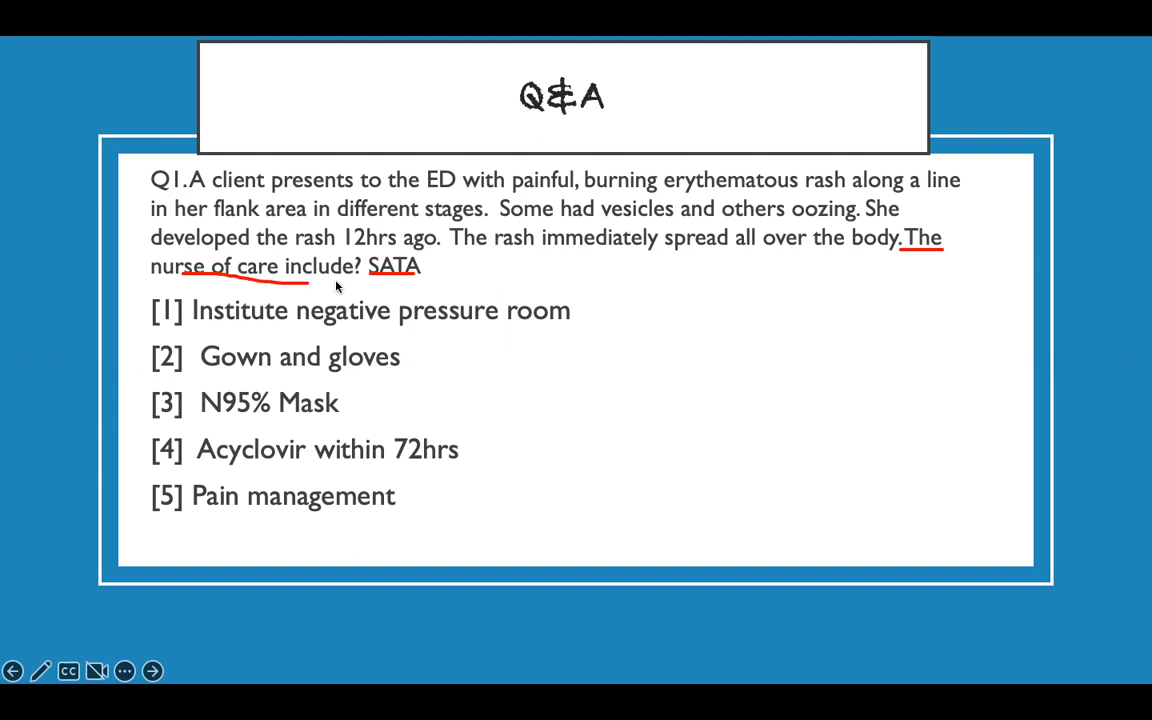 Q&A
Q1.A client presents to the ED with painful, burning erythematous rash along a line
in her flank area in different stages. Some had vesicles and others oozing. She
developed the rash 12hrs ago. The rash immediately spread all over the body.The
nurse of care include? SATA
[1] Institute negative pressure room
[2] Gown and gloves
[3] N95% Mask
[4] Acyclovir within 72hrs
[5] Pain management
CC